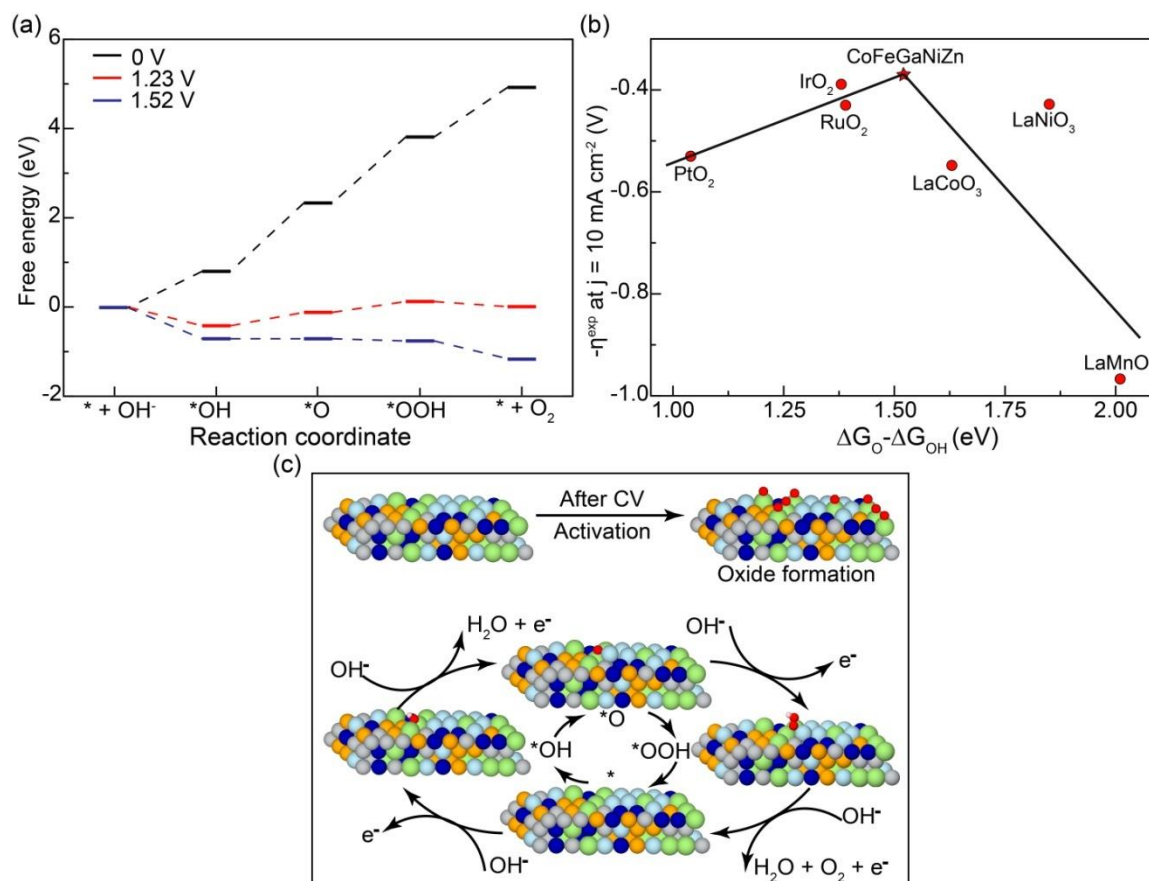 (a)
0 V
1.23 V
1.52 V
Free energy (eV)
6
4
2
0
-2
* + OH⁻
*OH
*O
*OOH
* + O₂
Reaction coordinate
(b)
-ηᵉˣᵖ at j = 10 mA cm⁻² (V)
-0.4
-0.6
-0.8
-1.0
CoFeGaNiZn
IrO₂
RuO₂
LaNiO₃
PtO₂
LaCoO₃
LaMnO
1.00
1.25
1.50
1.75
2.00
ΔG_O-ΔG_OH (eV)
(c)
After CV
Activation
Oxide formation
H₂O + e⁻
OH⁻
OH⁻
e⁻
*O
*OH
*OOH
*
e⁻
OH⁻
OH⁻
H₂O + O₂ + e⁻